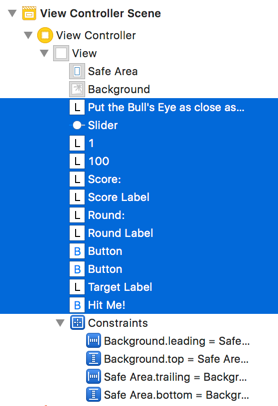 View Controller Scene
View Controller
View
Safe Area
Background
L Put the Bull's Eye as close as...
Slider
L 1
L 100
L Score:
L Score Label
L Round:
L Round Label
B Button
B Button
L Target Label
B Hit Me!
Constraints
Background.leading = Safe...
Background.top = Safe Are...
Safe Area.trailing = Backgr...
Safe Area.bottom = Backgr...